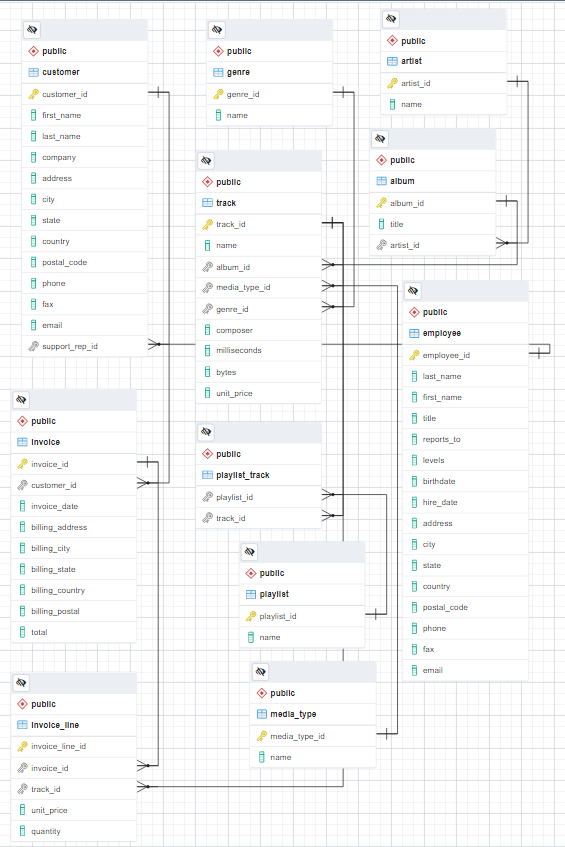 public
customer
customer_id
first_name
last_name
company
address
city
state
country
postal_code
phone
fax
email
support_rep_id
public
genre
genre_id
name
public
artist
artist_id
name
public
album
album_id
title
artist_id
public
track
track_id
name
album_id
media_type_id
genre_id
composer
milliseconds
bytes
unit_price
public
employee
employee_id
last_name
first_name
title
reports_to
levels
birthdate
hire_date
address
city
state
country
postal_code
phone
fax
email
public
invoice
invoice_id
customer_id
invoice_date
billing_address
billing_city
billing_state
billing_country
billing_postal
total
public
playlist_track
playlist_id
track_id
public
playlist
playlist_id
name
public
media_type
media_type_id
name
public
invoice_line
invoice_line_id
invoice_id
track_id
unit_price
quantity